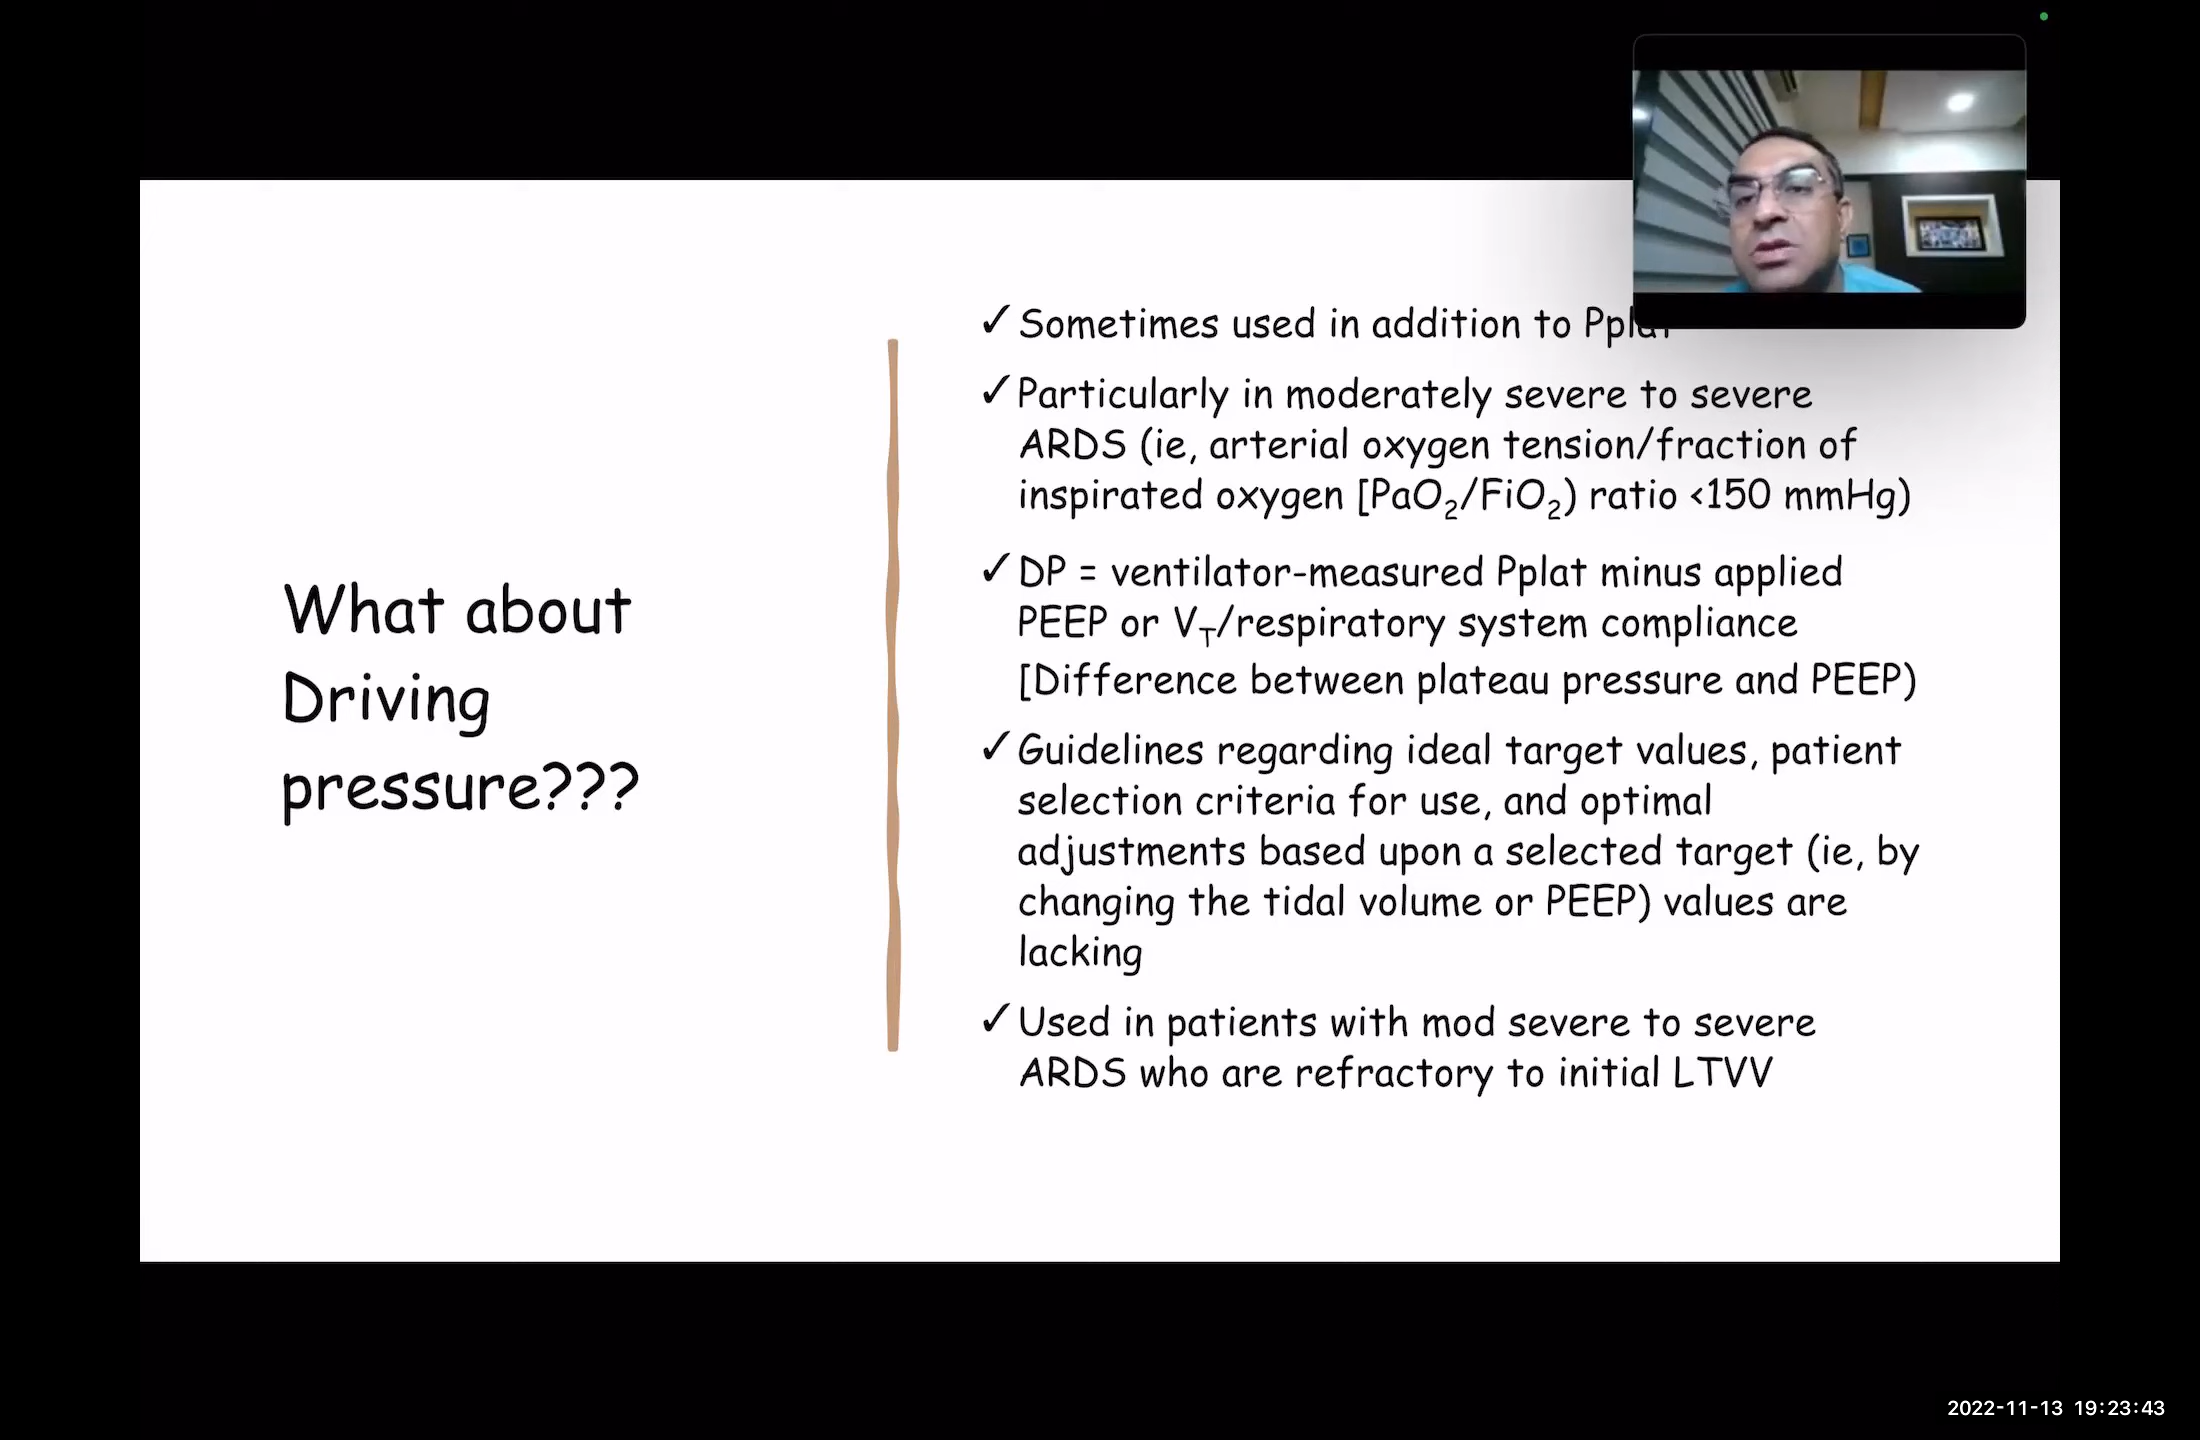 What about
Driving
pressure???
✓ Sometimes used in addition to Pplat
✓ Particularly in moderately severe to severe
ARDS (ie, arterial oxygen tension/fraction of
inspirated oxygen [PaO₂/FiO₂) ratio <150 mmHg)
✓ DP = ventilator-measured Pplat minus applied
PEEP or V_T/respiratory system compliance
[Difference between plateau pressure and PEEP)
✓ Guidelines regarding ideal target values, patient
selection criteria for use, and optimal
adjustments based upon a selected target (ie, by
changing the tidal volume or PEEP) values are
lacking
✓ Used in patients with mod severe to severe
ARDS who are refractory to initial LTVV
2022-11-13 19:23:43